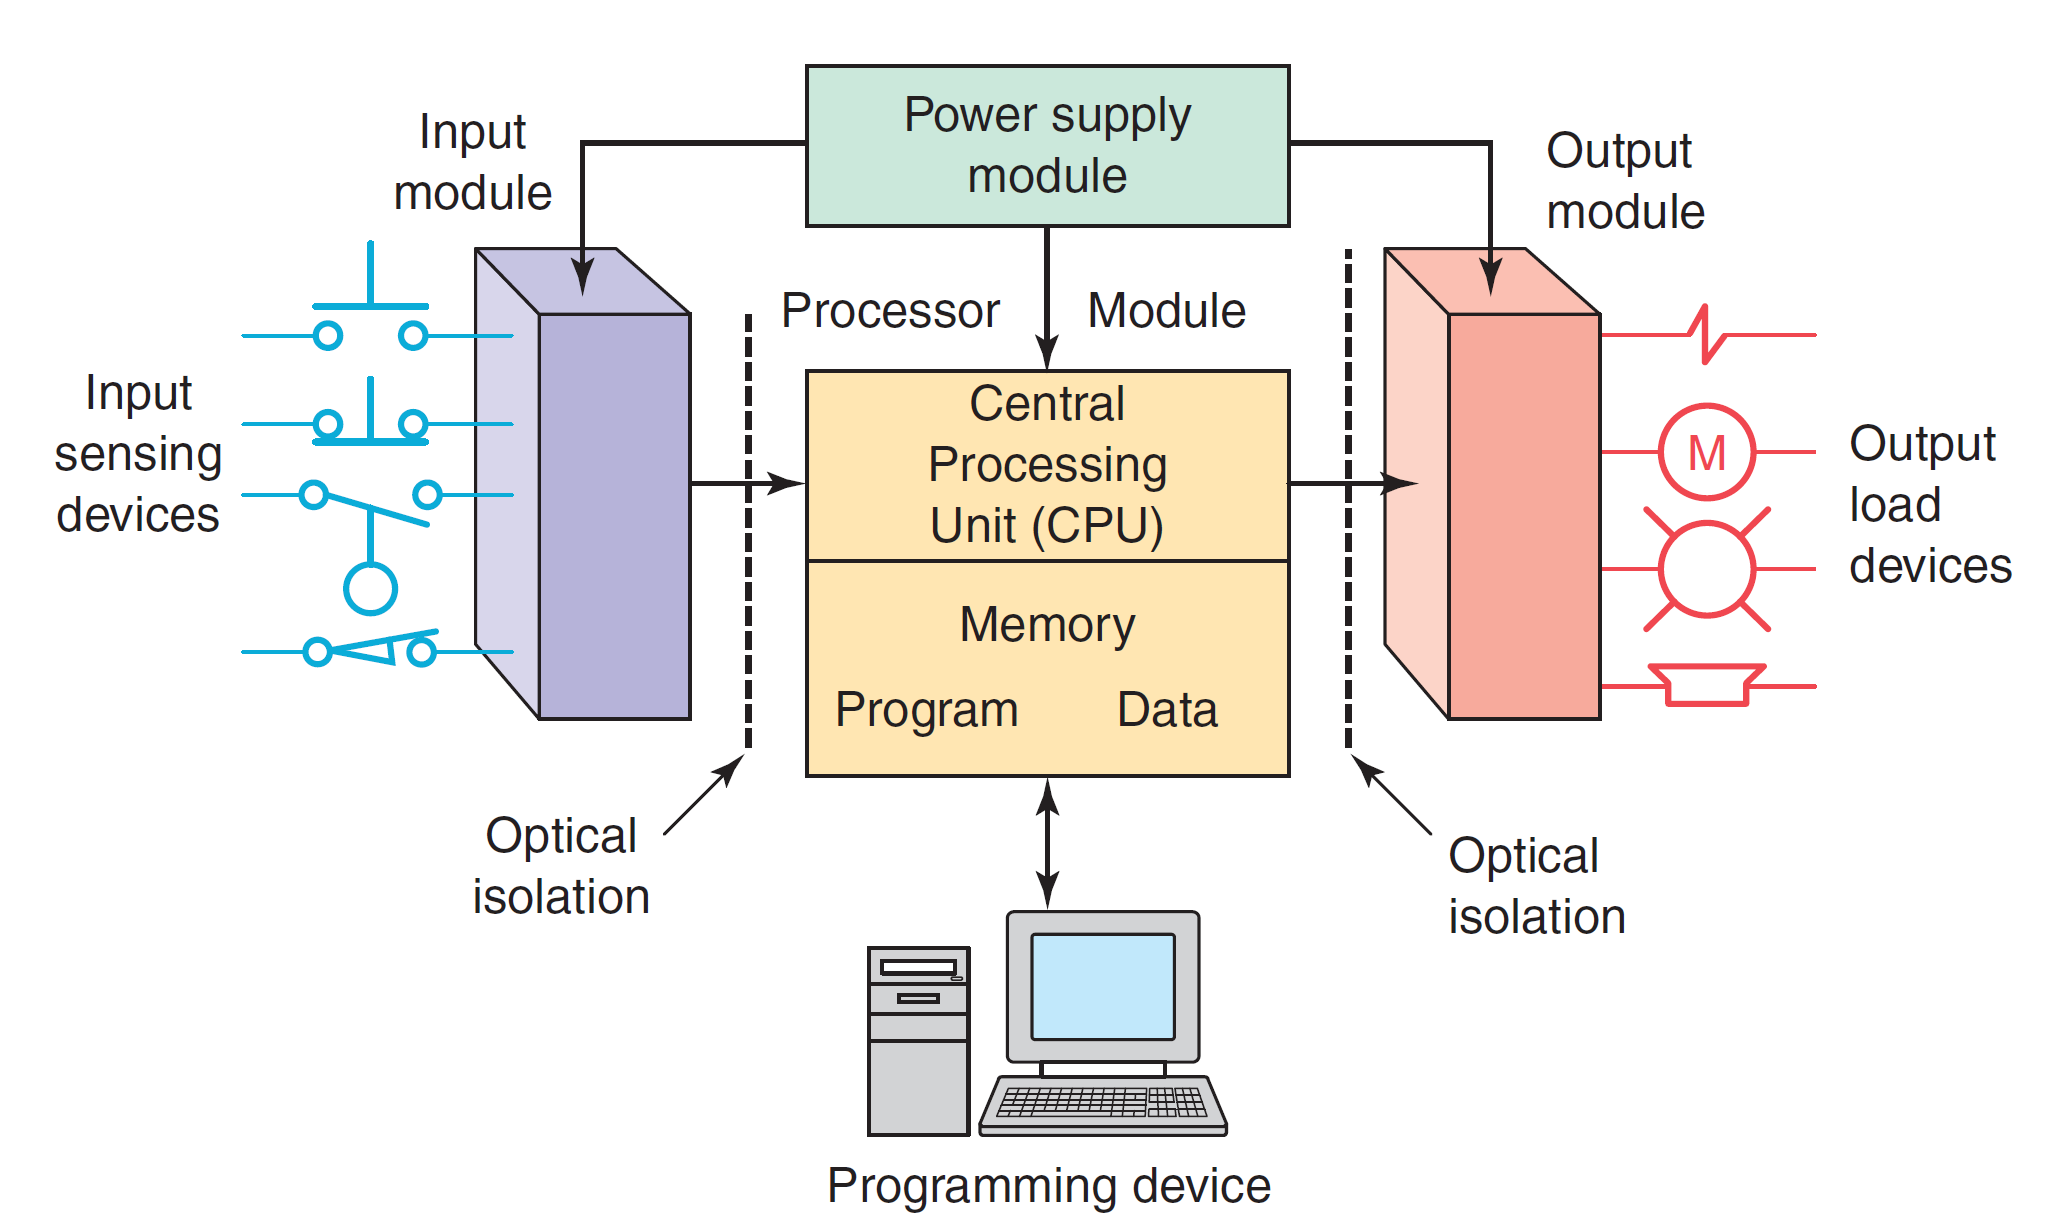 Power supply
module
Input
module
Output
module
Processor Module
Input
sensing
devices
Central
Processing
Unit (CPU)
Memory
Program Data
M
Output
load
devices
Optical
isolation
Optical
isolation
Programming device